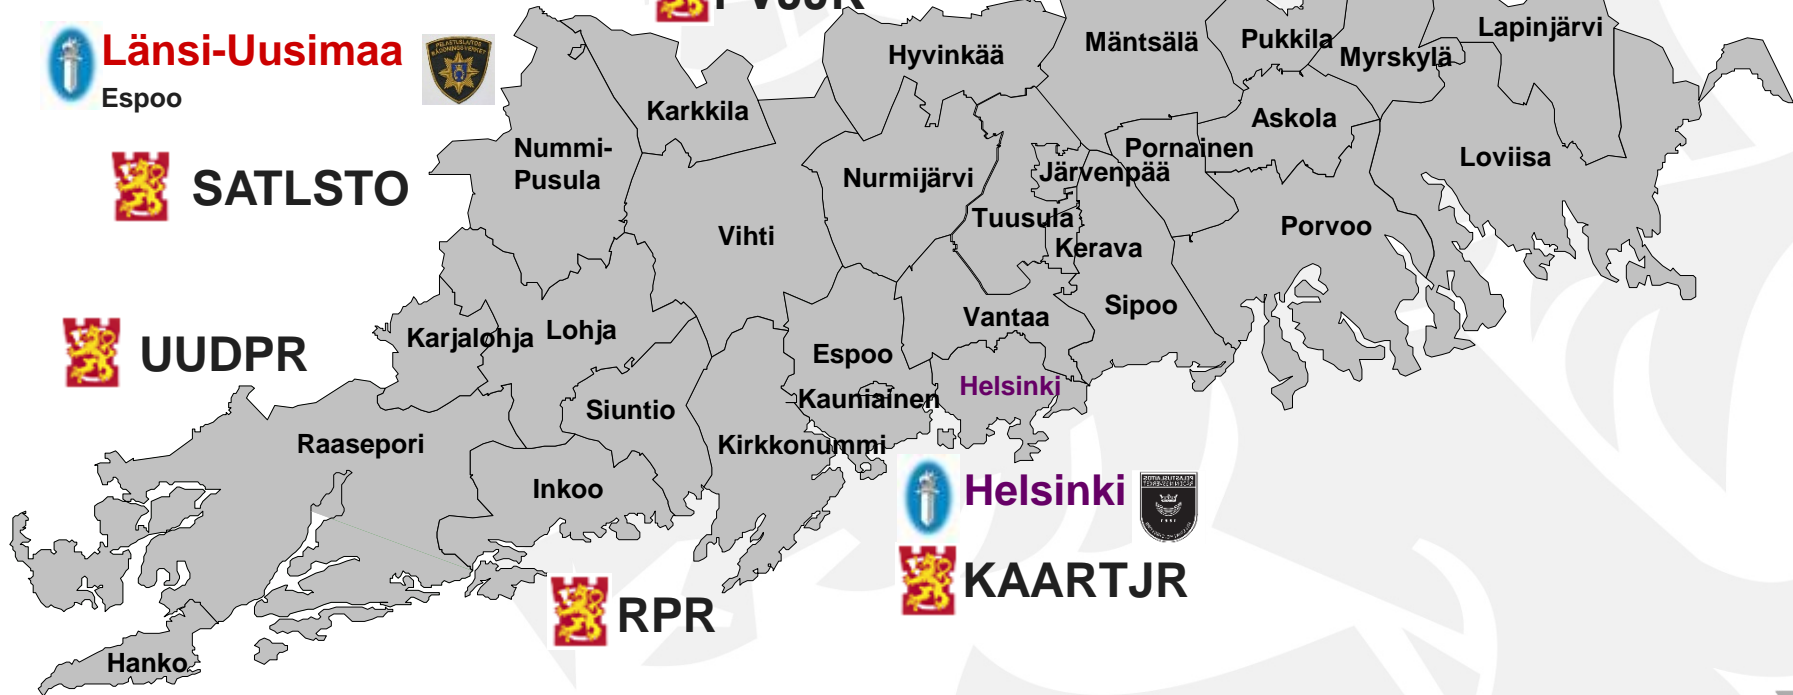 PVJJK
Länsi-Uusimaa
Espoo
SATLSTO
UUDPR
Hyvinkää
Mäntsälä
Pukkila
Myrskylä
Lapinjärvi
Karkkila
Askola
Nummi-
Pusula
Nurmijärvi
Järvenpää
Pornainen
Loviisa
Vihti
Tuusula
Kerava
Porvoo
Karjalohja
Lohja
Espoo
Vantaa
Sipoo
Kauniainen
Helsinki
Siuntio
Raasepori
Kirkkonummi
Inkoo
Helsinki
KAARTJR
RPR
Hanko